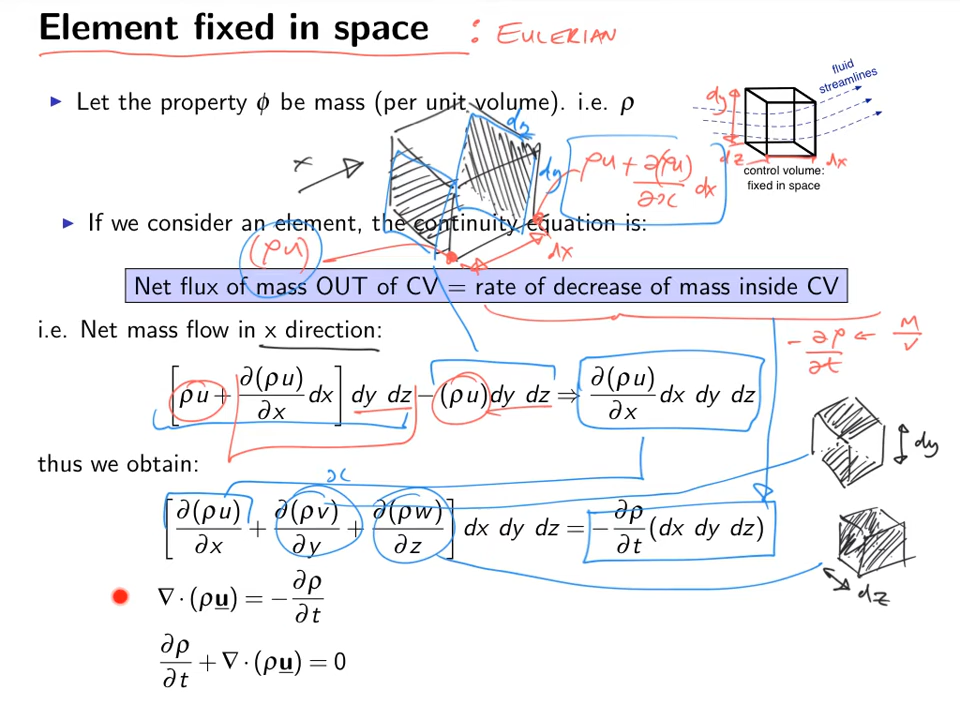 Element fixed in space : EULERIAN
▸ Let the property ϕ be mass (per unit volume). i.e. ρ
fluid
streamlines
dy
dz
dx
control volume:
fixed in space
x
dz
dy
ρu + ∂(ρu)/∂x dx
dx
▸ If we consider an element, the continuity equation is:
(ρu)
Net flux of mass OUT of CV = rate of decrease of mass inside CV
i.e. Net mass flow in x direction:
- ∂ρ/∂t ← M/V
[ρu + ∂(ρu)/∂x dx] dy dz − (ρu)dy dz ⇒ ∂(ρu)/∂x dx dy dz
dy
thus we obtain:
x
[∂(ρu)/∂x + ∂(ρv)/∂y + ∂(ρw)/∂z] dx dy dz = −∂ρ/∂t (dx dy dz)
dz
∇·(ρu) = −∂ρ/∂t
∂ρ/∂t + ∇·(ρu) = 0